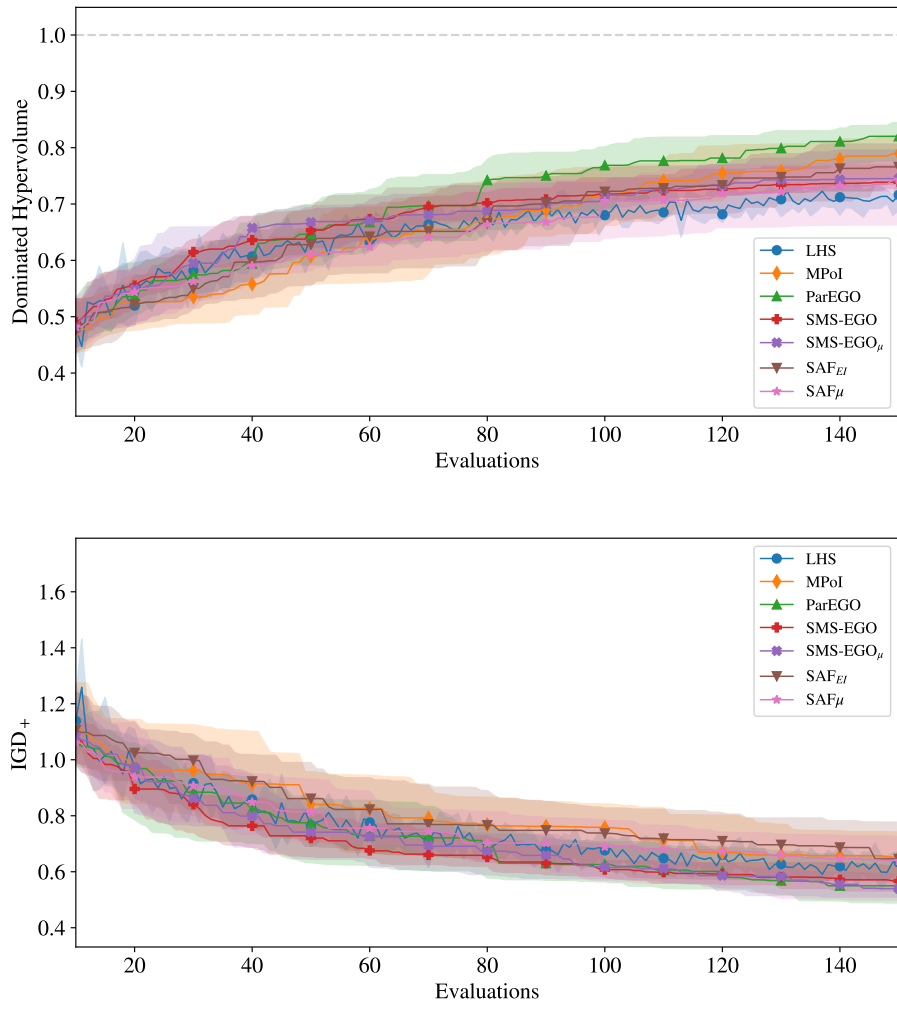 1.0
0.9
0.8
0.7
0.6
0.5
0.4
Dominated Hypervolume
20 40 60 80 100 120 140
Evaluations
LHS
MPoI
ParEGO
SMS-EGO
SMS-EGOμ
SAF_EI
SAFμ
1.6
1.4
1.2
1.0
0.8
0.6
0.4
IGD+
20 40 60 80 100 120 140
Evaluations
LHS
MPoI
ParEGO
SMS-EGO
SMS-EGOμ
SAF_EI
SAFμ